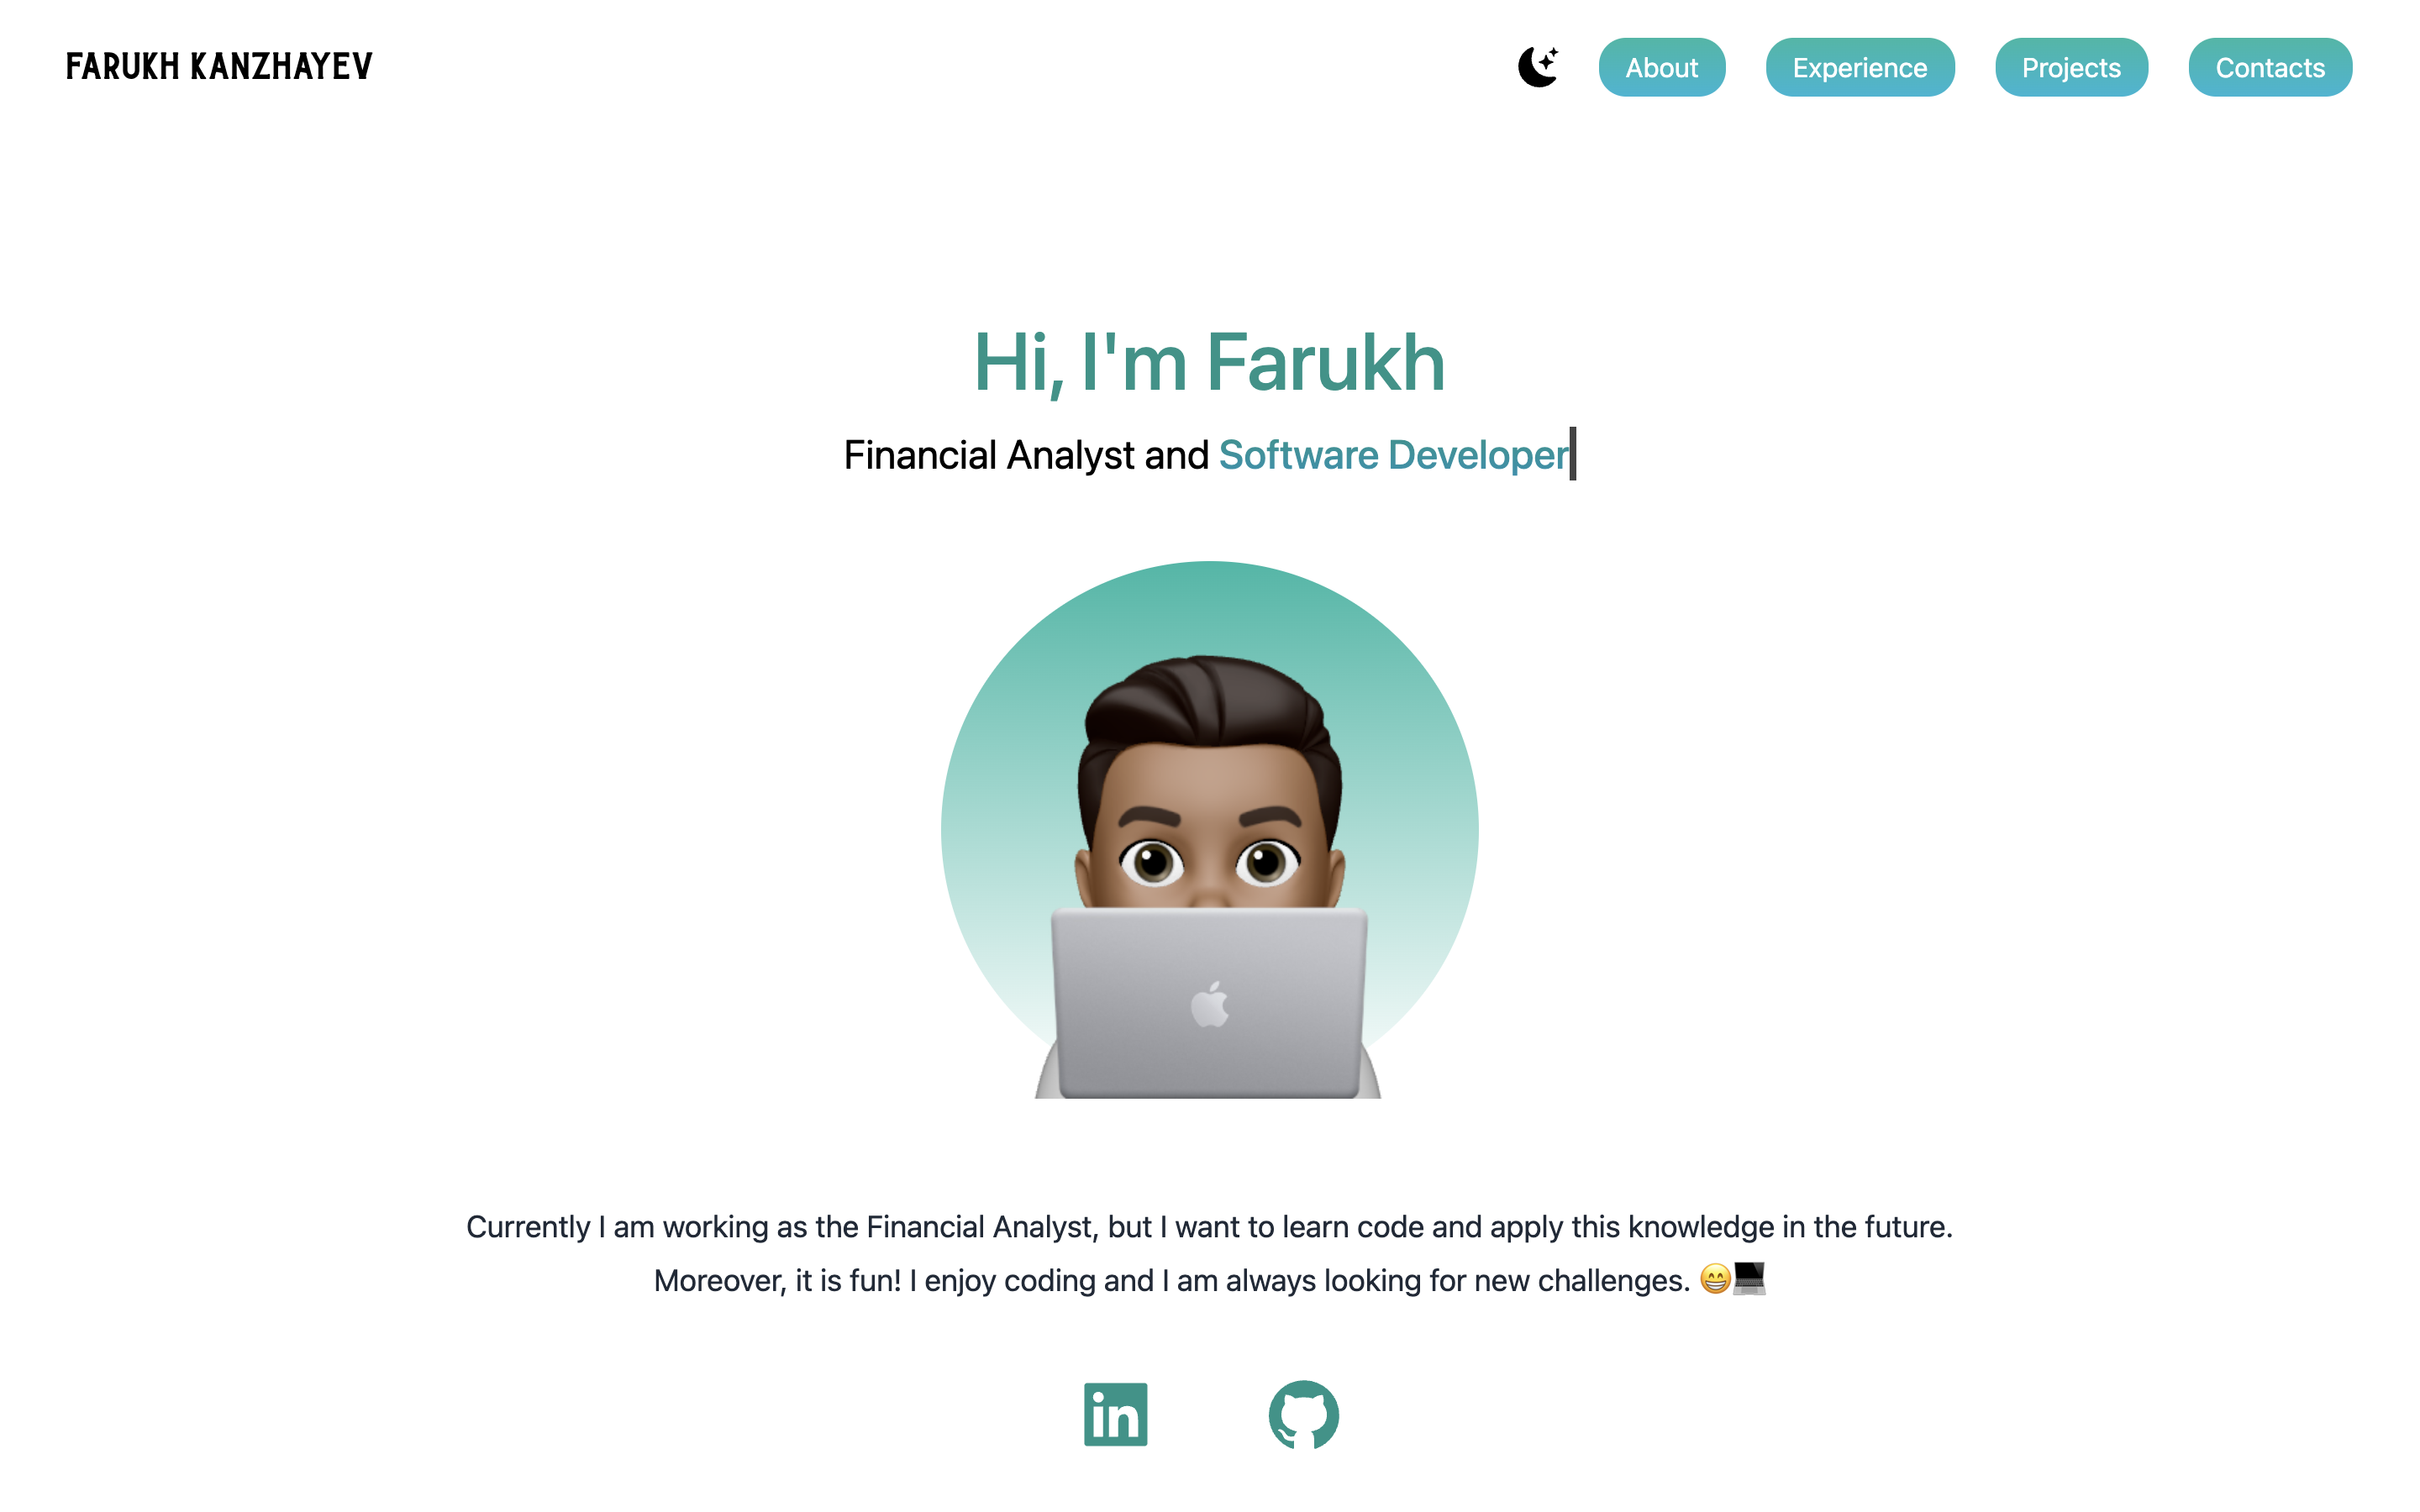 FARUKH KANZHAYEV
About
Experience
Projects
Contacts
Hi, I'm Farukh
Financial Analyst and Software Developer
Currently I am working as the Financial Analyst, but I want to learn code and apply this knowledge in the future.
Moreover, it is fun! I enjoy coding and I am always looking for new challenges. 😁💻
in